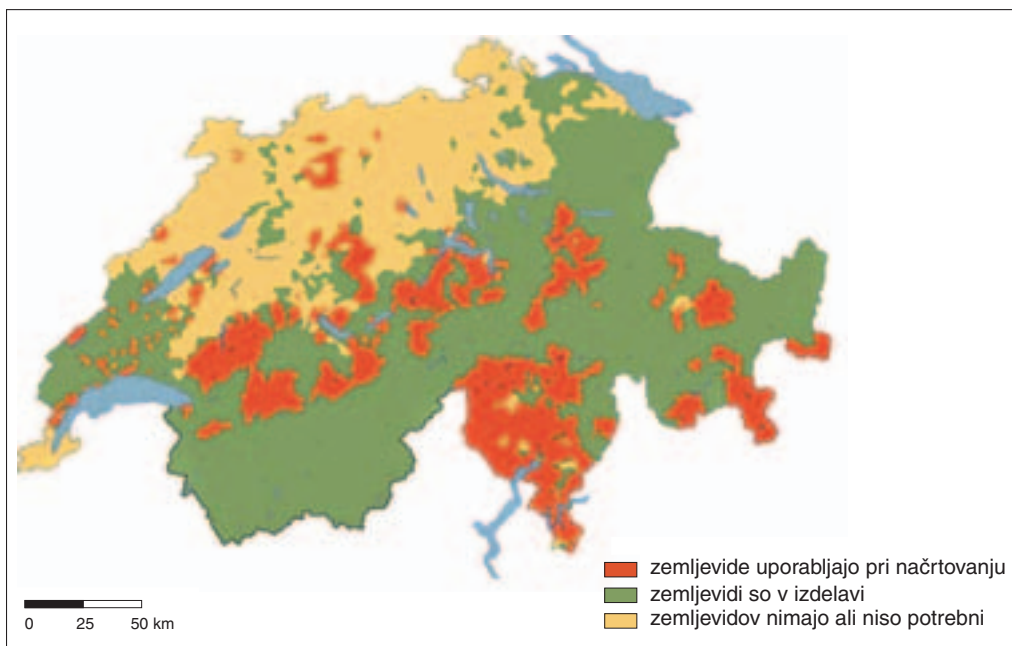 zemljevide uporabljajo pri načrtovanju
zemljevidi so v izdelavi
zemljevidov nimajo ali niso potrebni
0 25 50 km